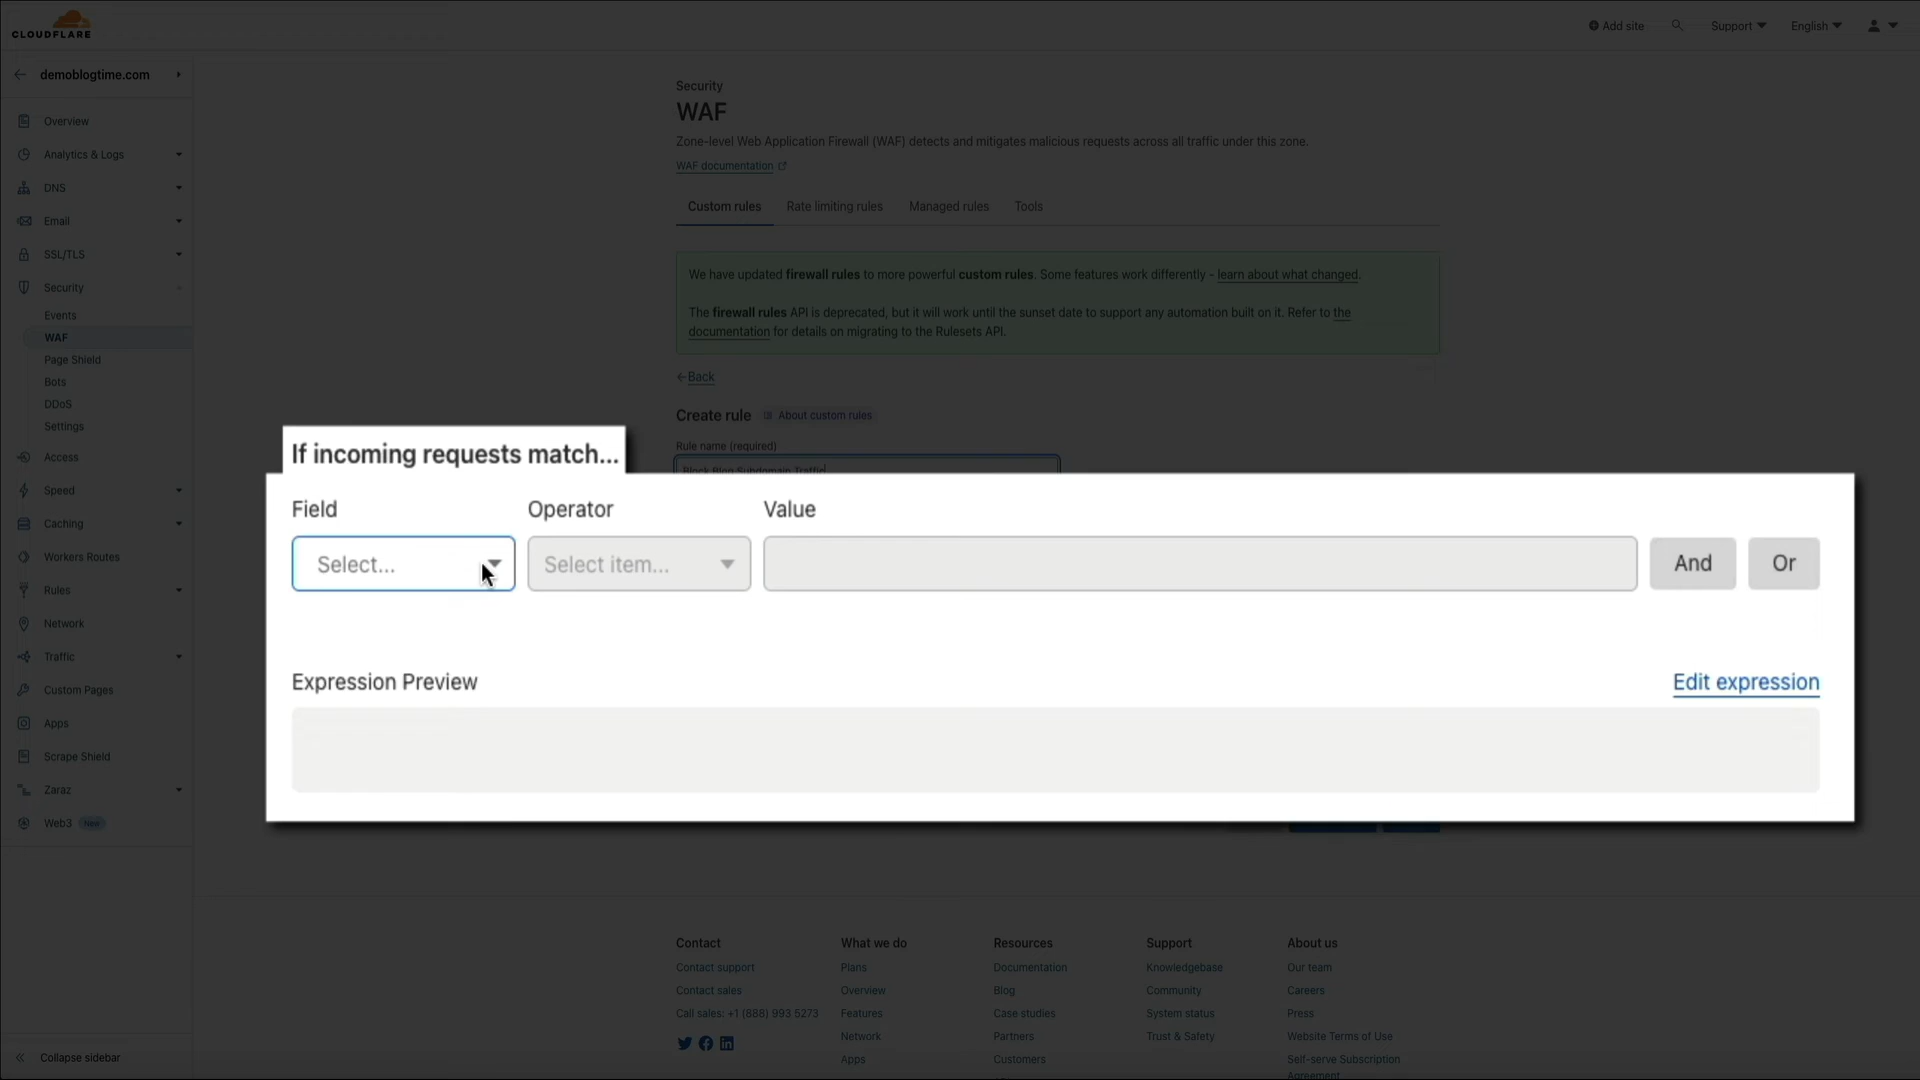 CLOUDFLARE
Add site
Support
English
demoblogtime.com
Overview
Analytics & Logs
DNS
Email
SSL/TLS
Security
Events
WAF
Page Shield
Bots
DDoS
Settings
Access
Speed
Caching
Workers Routes
Rules
Network
Traffic
Custom Pages
Apps
Scrape Shield
Zaraz
Web3 New
Collapse sidebar
Security
WAF
Zone-level Web Application Firewall (WAF) detects and mitigates malicious requests across all traffic under this zone.
WAF documentation
Custom rules Rate limiting rules Managed rules Tools
We have updated firewall rules to more powerful custom rules. Some features work differently - learn about what changed.
The firewall rules API is deprecated, but it will work until the sunset date to support any automation built on it. Refer to the
documentation for details on migrating to the Rulesets API.
Back
Create rule About custom rules
Rule name (required)
Block Blog Subdomain Traffic
If incoming requests match...
Field Operator Value
Select... Select item... And Or
Expression Preview Edit expression
Contact
Contact support
Contact sales
Call sales: +1 (888) 993 5273
What we do
Plans
Overview
Features
Network
Apps
Resources
Documentation
Blog
Case studies
Partners
Customers
Support
Knowledgebase
Community
System status
Trust & Safety
About us
Our team
Careers
Press
Website Terms of Use
Self-serve Subscription
Agreement